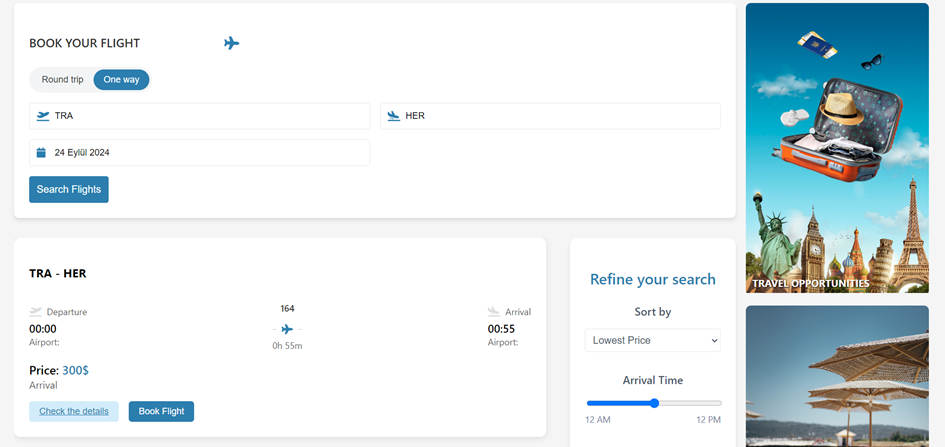 BOOK YOUR FLIGHT
Round trip
One way
TRA
HER
24 Eylül 2024
Search Flights
TRA - HER
Departure
00:00
Airport:
164
0h 55m
Arrival
00:55
Airport:
Price: 300$
Arrival
Check the details
Book Flight
Refine your search
Sort by
Lowest Price
Arrival Time
12 AM
12 PM
TRAVEL OPPORTUNITIES